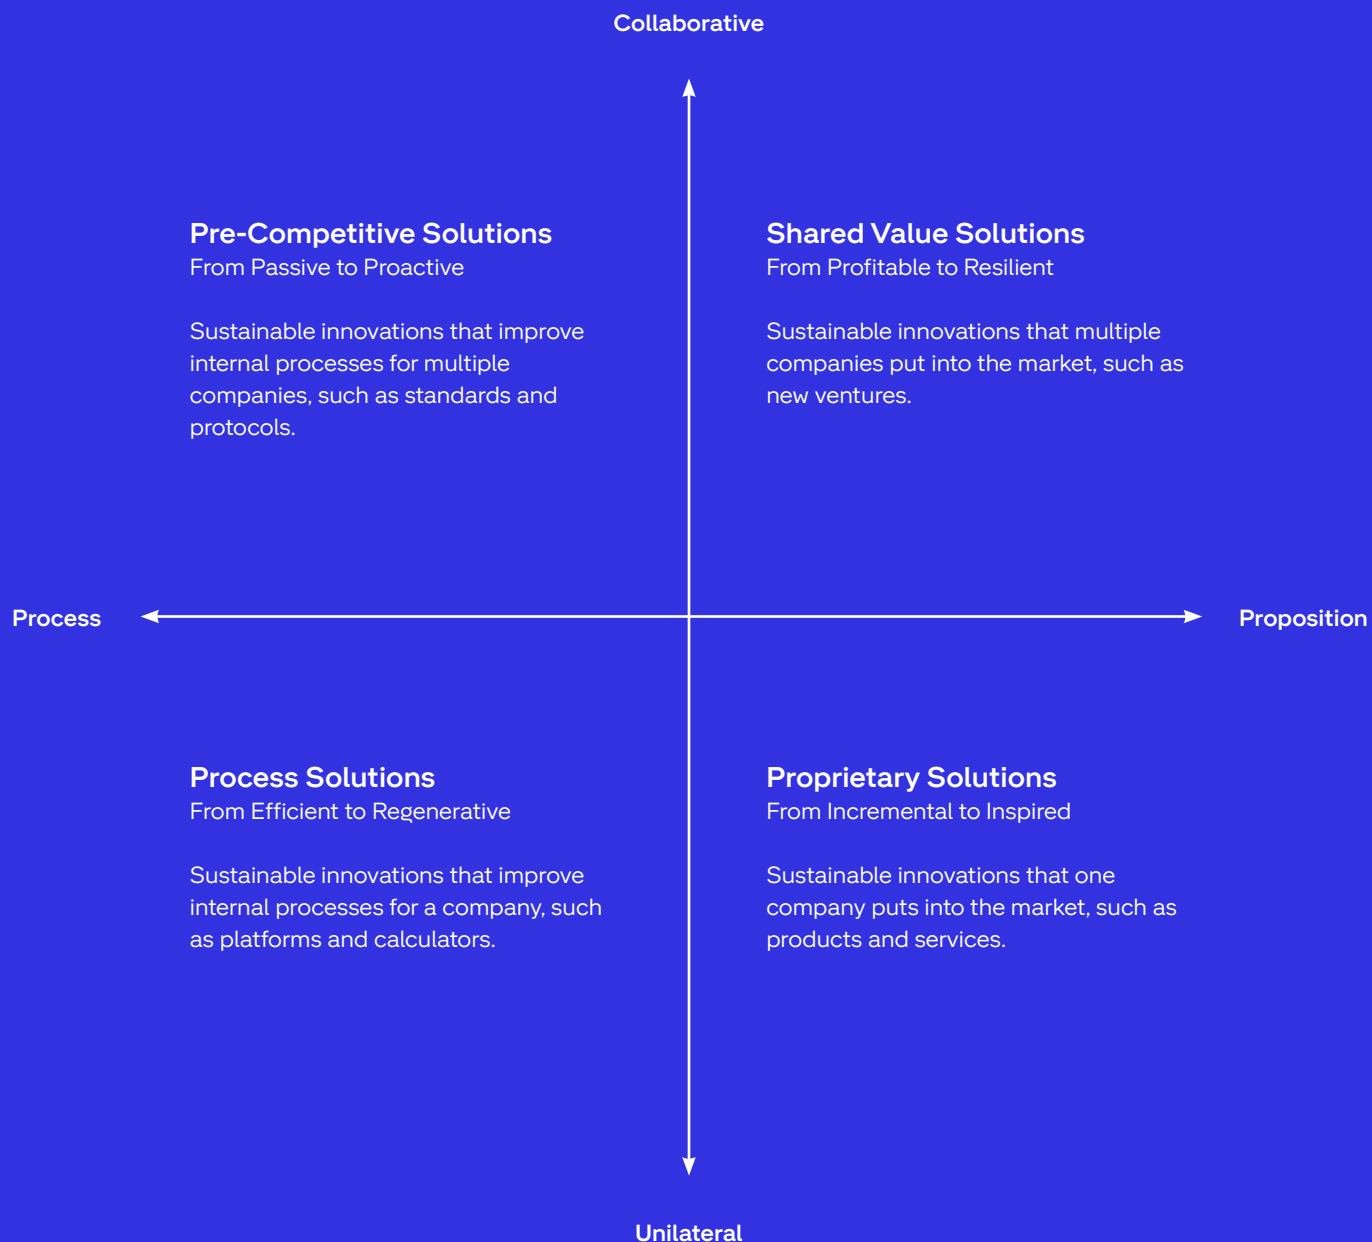 Collaborative
Pre-Competitive Solutions
From Passive to Proactive
Sustainable innovations that improve
internal processes for multiple
companies, such as standards and
protocols.
Shared Value Solutions
From Profitable to Resilient
Sustainable innovations that multiple
companies put into the market, such as
new ventures.
Process
Proposition
Process Solutions
From Efficient to Regenerative
Sustainable innovations that improve
internal processes for a company, such
as platforms and calculators.
Proprietary Solutions
From Incremental to Inspired
Sustainable innovations that one
company puts into the market, such as
products and services.
Unilateral